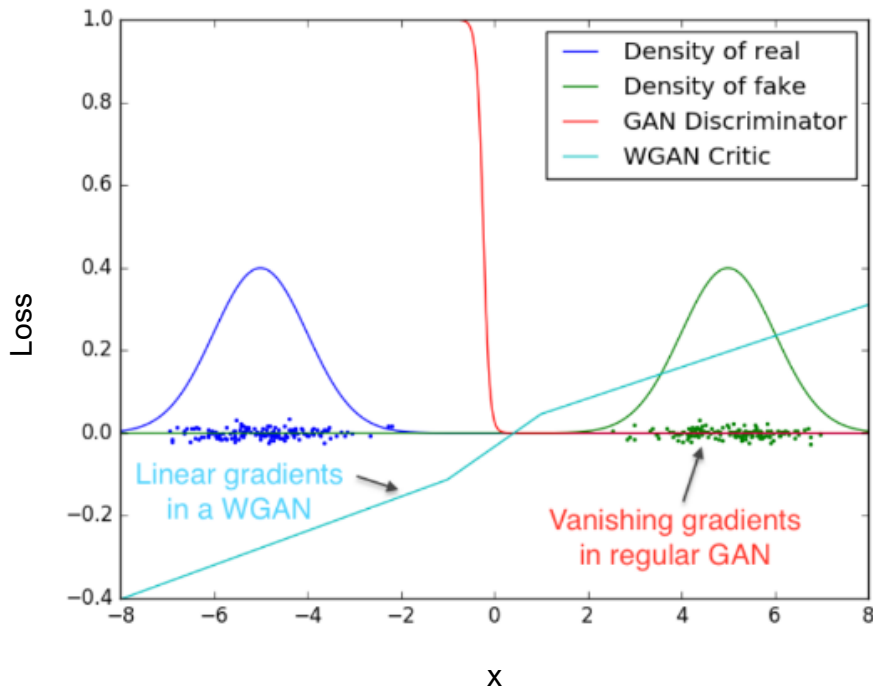 1.0
0.8
0.6
0.4
0.2
0.0
−0.2
−0.4
Loss
Density of real
Density of fake
GAN Discriminator
WGAN Critic
Linear gradients
in a WGAN
Vanishing gradients
in regular GAN
−8 −6 −4 −2 0 2 4 6 8
x